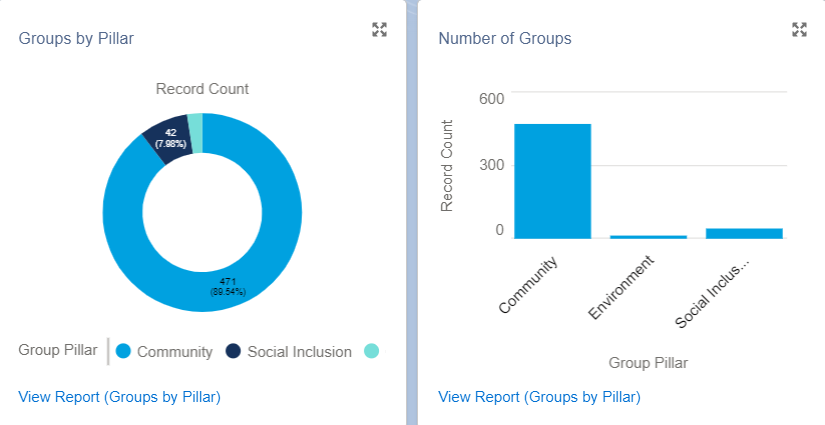 Groups by Pillar
Record Count
42
(7.98%)
471
(89.54%)
Group Pillar
Community
Social Inclusion
View Report (Groups by Pillar)
Number of Groups
Record Count
600
300
0
Community
Environment
Social Inclus...
Group Pillar
View Report (Groups by Pillar)